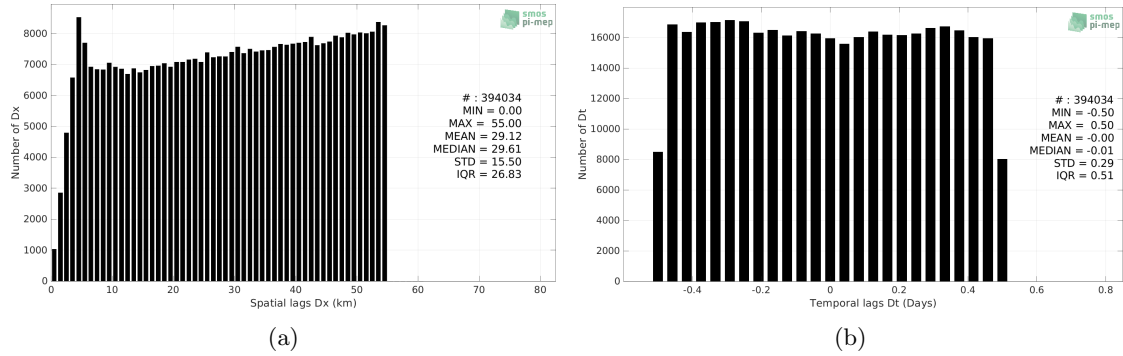 smos
pi-mep
8000
7000
6000
5000
4000
3000
2000
1000
0
Number of Dx
# : 394034
MIN = 0.00
MAX = 55.00
MEAN = 29.12
MEDIAN = 29.61
STD = 15.50
IQR = 26.83
0 10 20 30 40 50 60 70 80
Spatial lags Dx (km)
(a)
smos
pi-mep
16000
14000
12000
10000
8000
6000
4000
2000
0
Number of Dt
# : 394034
MIN = -0.50
MAX = 0.50
MEAN = -0.00
MEDIAN = -0.01
STD = 0.29
IQR = 0.51
-0.4 -0.2 0 0.2 0.4 0.6 0.8
Temporal lags Dt (Days)
(b)